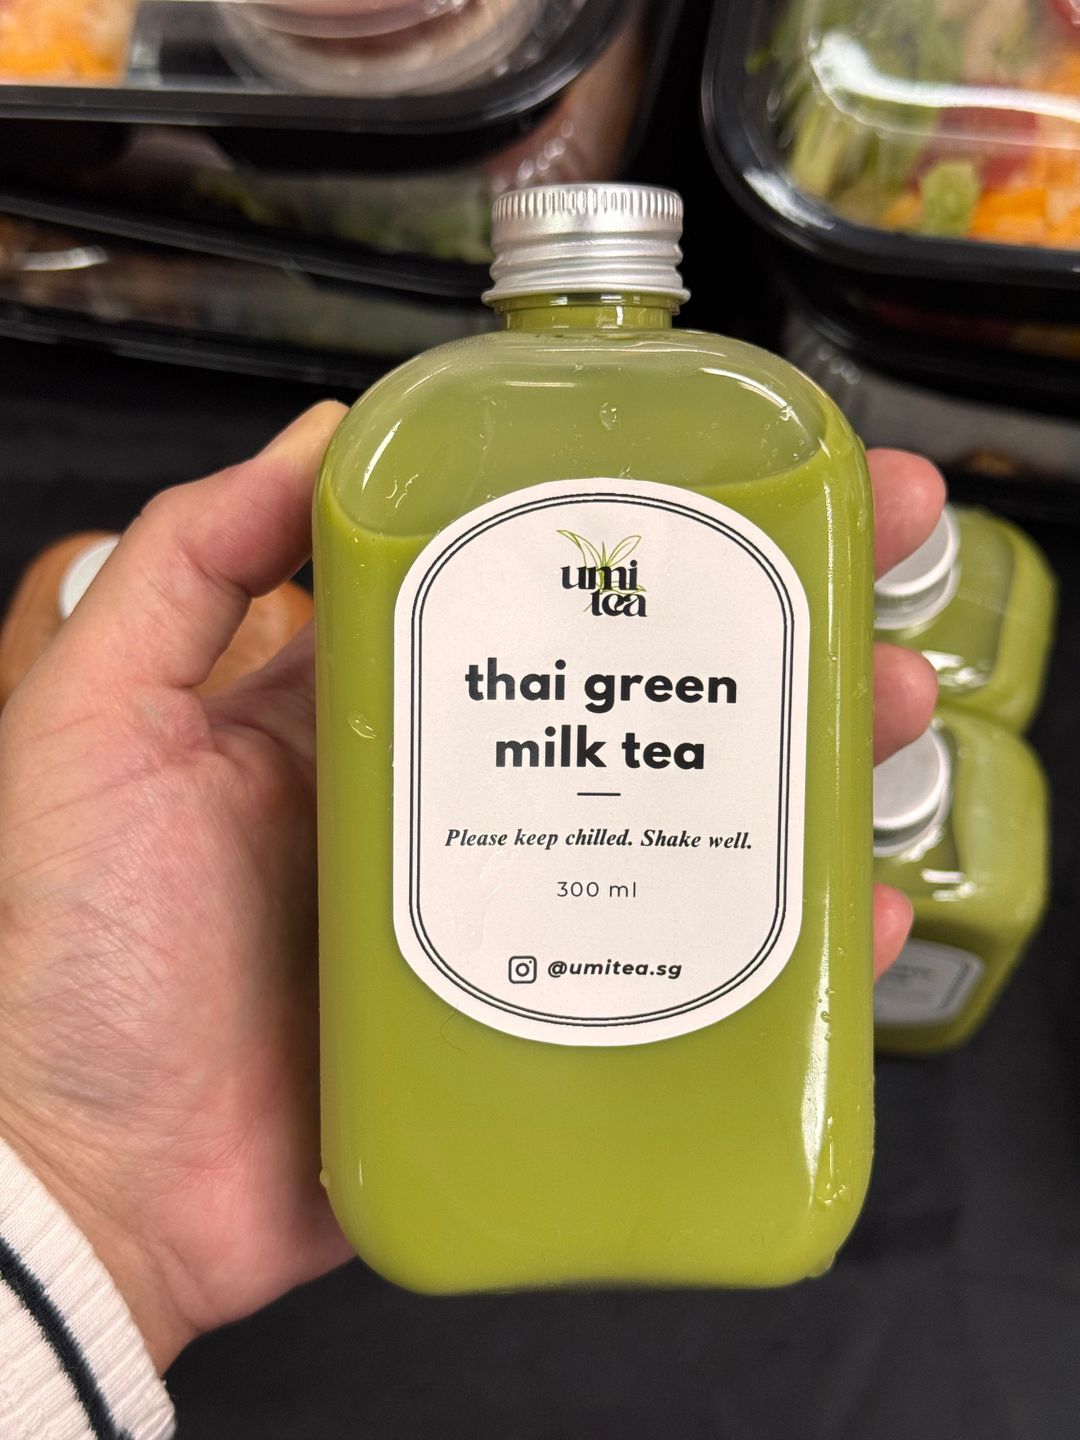 umi
tea
thai green
milk tea
Please keep chilled. Shake well.
300 ml
@umitea.sg